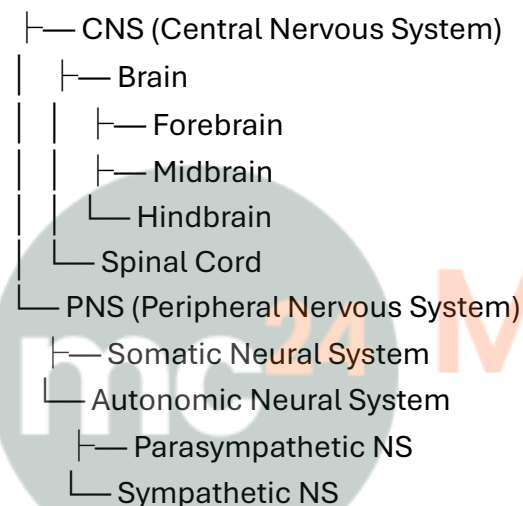 ├── CNS (Central Nervous System)
│ ├── Brain
│ │ ├── Forebrain
│ │ ├── Midbrain
│ │ └── Hindbrain
│ └── Spinal Cord
└── PNS (Peripheral Nervous System)
├── Somatic Neural System
└── Autonomic Neural System
├── Parasympathetic NS
└── Sympathetic NS
mc24 M